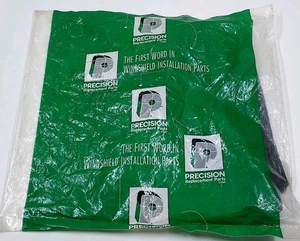 PRECISION
Replacement Parts
THE FIRST WORD IN
WINDSHIELD INSTALLATION PARTS
PRECISION
Replacement Parts
THE FIRST WORD IN
WINDSHIELD INSTALLATION PARTS
PRECISION
Replacement Parts
PRECISION
Replacement Parts